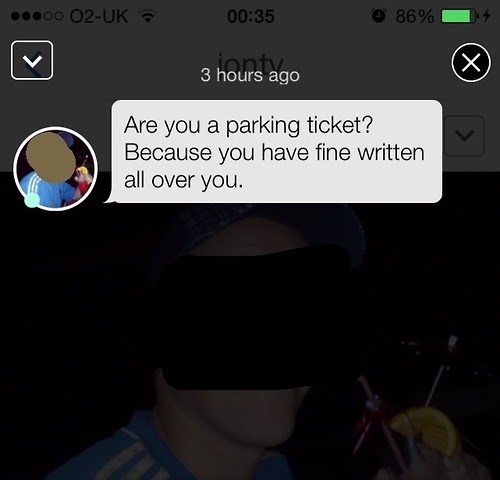 O2-UK 00:35 86%
jonty
3 hours ago
Are you a parking ticket?
Because you have fine written
all over you.